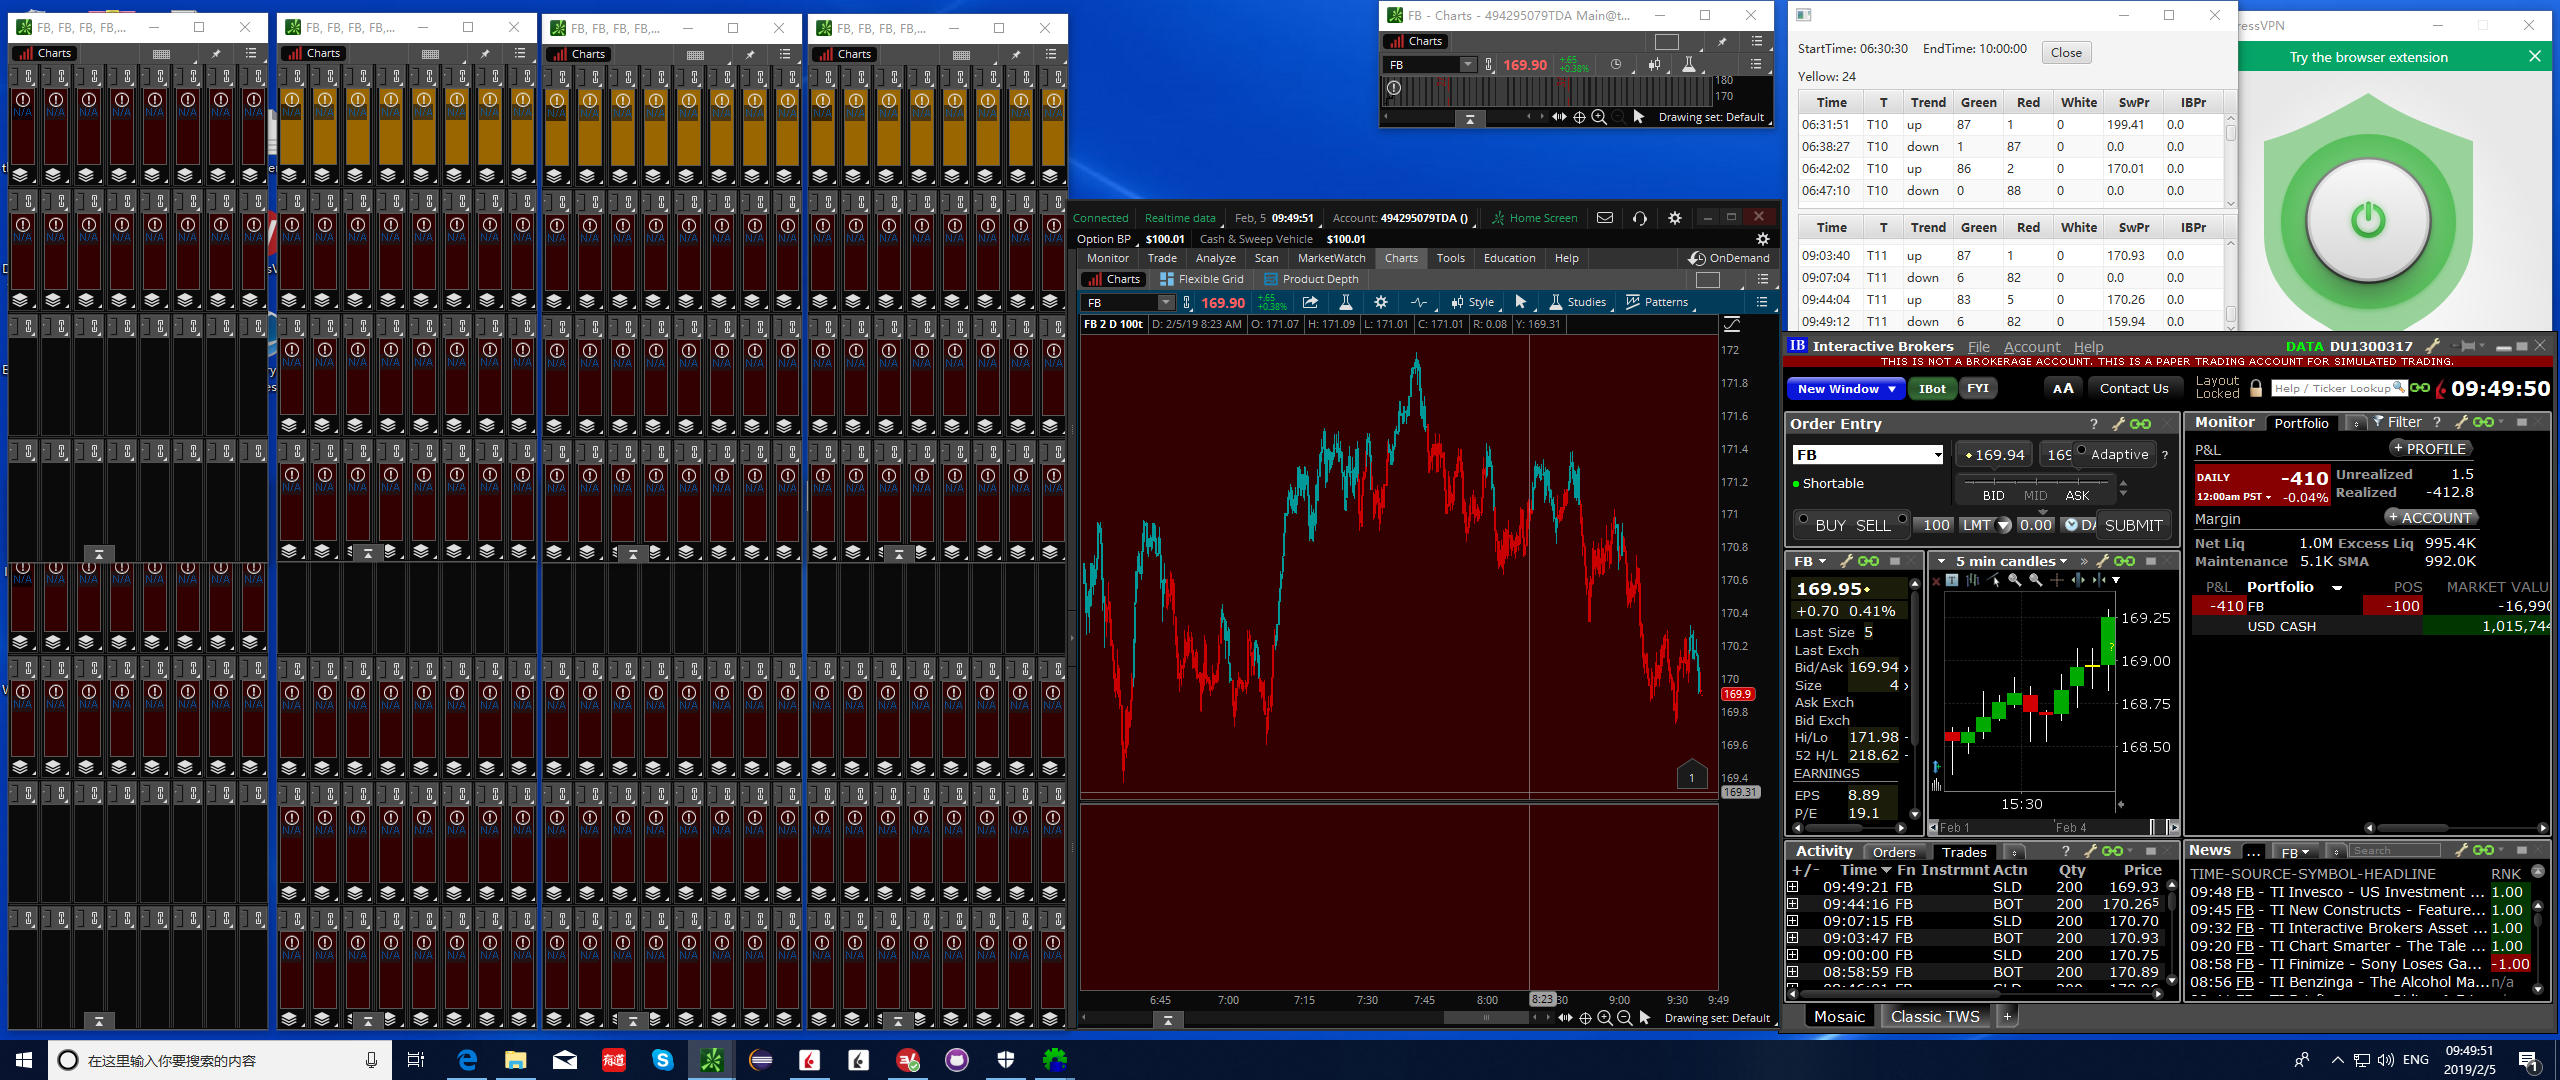 FB, FB, FB, FB,...
Charts
FB, FB, FB, FB,...
Charts
FB, FB, FB, FB,...
Charts
FB, FB, FB, FB,...
Charts
N/A N/A N/A N/A N/A N/A N/A N/A
FB - Charts - 494295079TDA Main@t...
Charts
FB 169.90 +.65 +0.38%
180
170
Drawing set: Default
StartTime: 06:30:30 EndTime: 10:00:00 Close
Yellow: 24
Time T Trend Green Red White SwPr IBPr
06:31:51 T10 up 87 1 0 199.41 0.0
06:38:27 T10 down 1 87 0 0.0 0.0
06:42:02 T10 up 86 2 0 170.01 0.0
06:47:10 T10 down 0 88 0 0.0 0.0
Time T Trend Green Red White SwPr IBPr
09:03:40 T11 up 87 1 0 170.93 0.0
09:07:04 T11 down 6 82 0 0.0 0.0
09:44:04 T11 up 83 5 0 170.26 0.0
09:49:12 T11 down 6 82 0 159.94 0.0
ressVPN
Try the browser extension
Connected Realtime data Feb, 5 09:49:51 Account: 494295079TDA () Home Screen
Option BP $100.01 Cash & Sweep Vehicle $100.01
Monitor Trade Analyze Scan MarketWatch Charts Tools Education Help OnDemand
Charts Flexible Grid Product Depth
FB 169.90 +.65 +0.38% Style Studies Patterns
FB 2 D 100t D: 2/5/19 8:23 AM O: 171.07 H: 171.09 L: 171.01 C: 171.01 R: 0.08 Y: 169.31
172
171.8
171.6
171.4
171.2
171
170.8
170.6
170.4
170.2
170
169.9
169.8
169.6
169.4
169.31
1
6:45 7:00 7:15 7:30 7:45 8:00 8:23 :30 9:00 9:30 9:49
Drawing set: Default
IB Interactive Brokers File Account Help DATA DU1300317
THIS IS NOT A BROKERAGE ACCOUNT. THIS IS A PAPER TRADING ACCOUNT FOR SIMULATED TRADING.
New Window IBot FYI AA Contact Us Layout Locked Help / Ticker Lookup 09:49:50
Order Entry ?
FB 169.94 169 Adaptive ?
Shortable
BID MID ASK
BUY SELL 100 LMT 0.00 DA SUBMIT
FB
169.95
+0.70 0.41%
Last Size 5
Last Exch
Bid/Ask 169.94 x
Size 4 x
Ask Exch
Bid Exch
Hi/Lo 171.98 -
52 H/L 218.62 -
EARNINGS
EPS 8.89
P/E 19.1
5 min candles
169.25
169.00
168.75
168.50
?
15:30
Feb 1 Feb 4
Monitor Portfolio Filter ?
P&L + PROFILE
DAILY -410 Unrealized 1.5
12:00am PST -0.04% Realized -412.8
Margin + ACCOUNT
Net Liq 1.0M Excess Liq 995.4K
Maintenance 5.1K SMA 992.0K
P&L Portfolio POS MARKET VALU
-410 FB -100 -16,990
USD CASH 1,015,744
Activity Orders Trades ?
+/- Time Fn Instrmnt Actn Qty Price
09:49:21 FB SLD 200 169.93
09:44:16 FB BOT 200 170.265
09:07:15 FB SLD 200 170.70
09:03:47 FB BOT 200 170.93
09:00:00 FB SLD 200 170.75
08:58:59 FB BOT 200 170.89
News ... FB Search
TIME-SOURCE-SYMBOL-HEADLINE RNK
09:48 FB - TI Invesco - US Investment ... 1.00
09:45 FB - TI New Constructs - Feature... 1.00
09:32 FB - TI Interactive Brokers Asset ... 1.00
09:20 FB - TI Chart Smarter - The Tale ... 1.00
08:58 FB - TI Finimize - Sony Loses Ga... -1.00
08:56 FB - TI Benzinga - The Alcohol Ma... n/a
Mosaic Classic TWS +
在这里输入你要搜索的内容
有道
ENG
09:49:51
2019/2/5
1